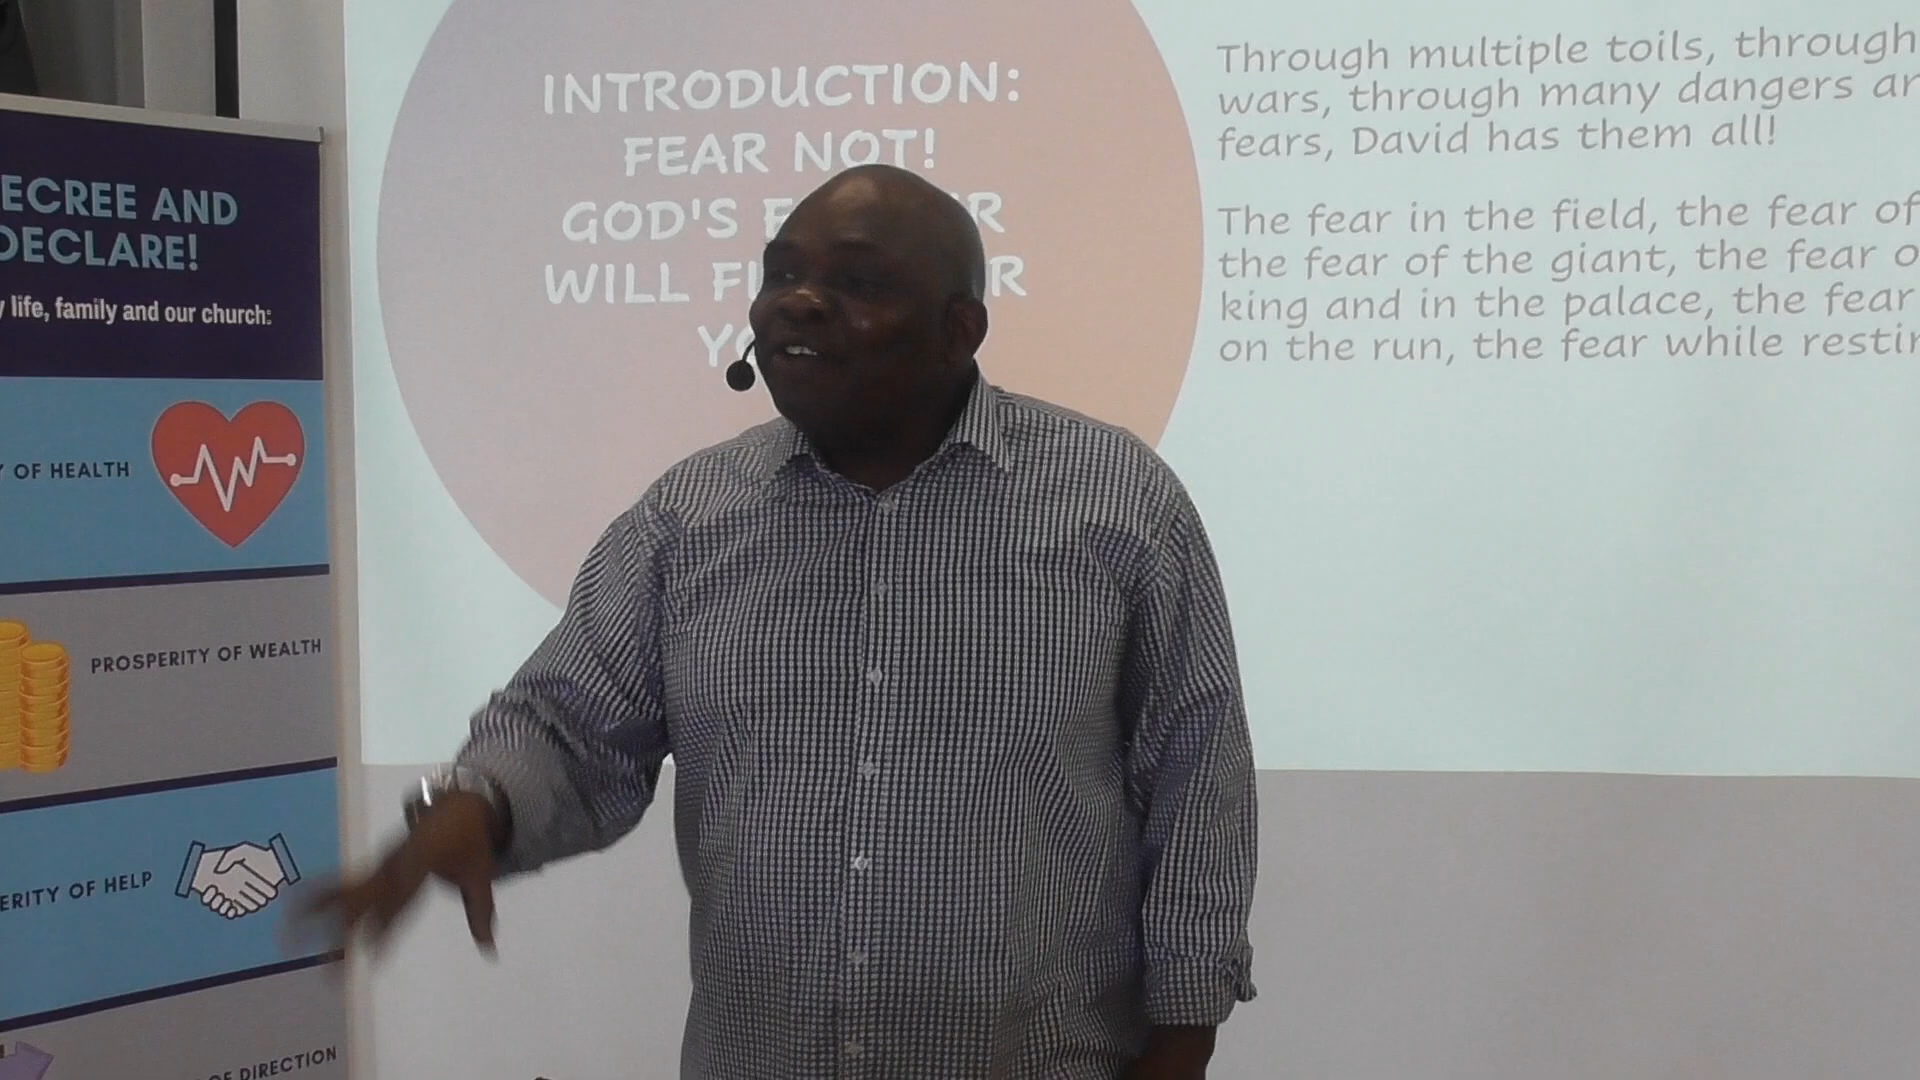 ECREE AND
DECLARE!
life, family and our church:
OF HEALTH
PROSPERITY OF WEALTH
ERITY OF HELP
OF DIRECTION
INTRODUCTION:
FEAR NOT!
GOD'S
WILL
Through multiple toils, through
wars, through many dangers
fears, David has them all!
The fear in the field, the fear of
the fear of the giant, the fear
king and in the palace, the fear
on the run, the fear while